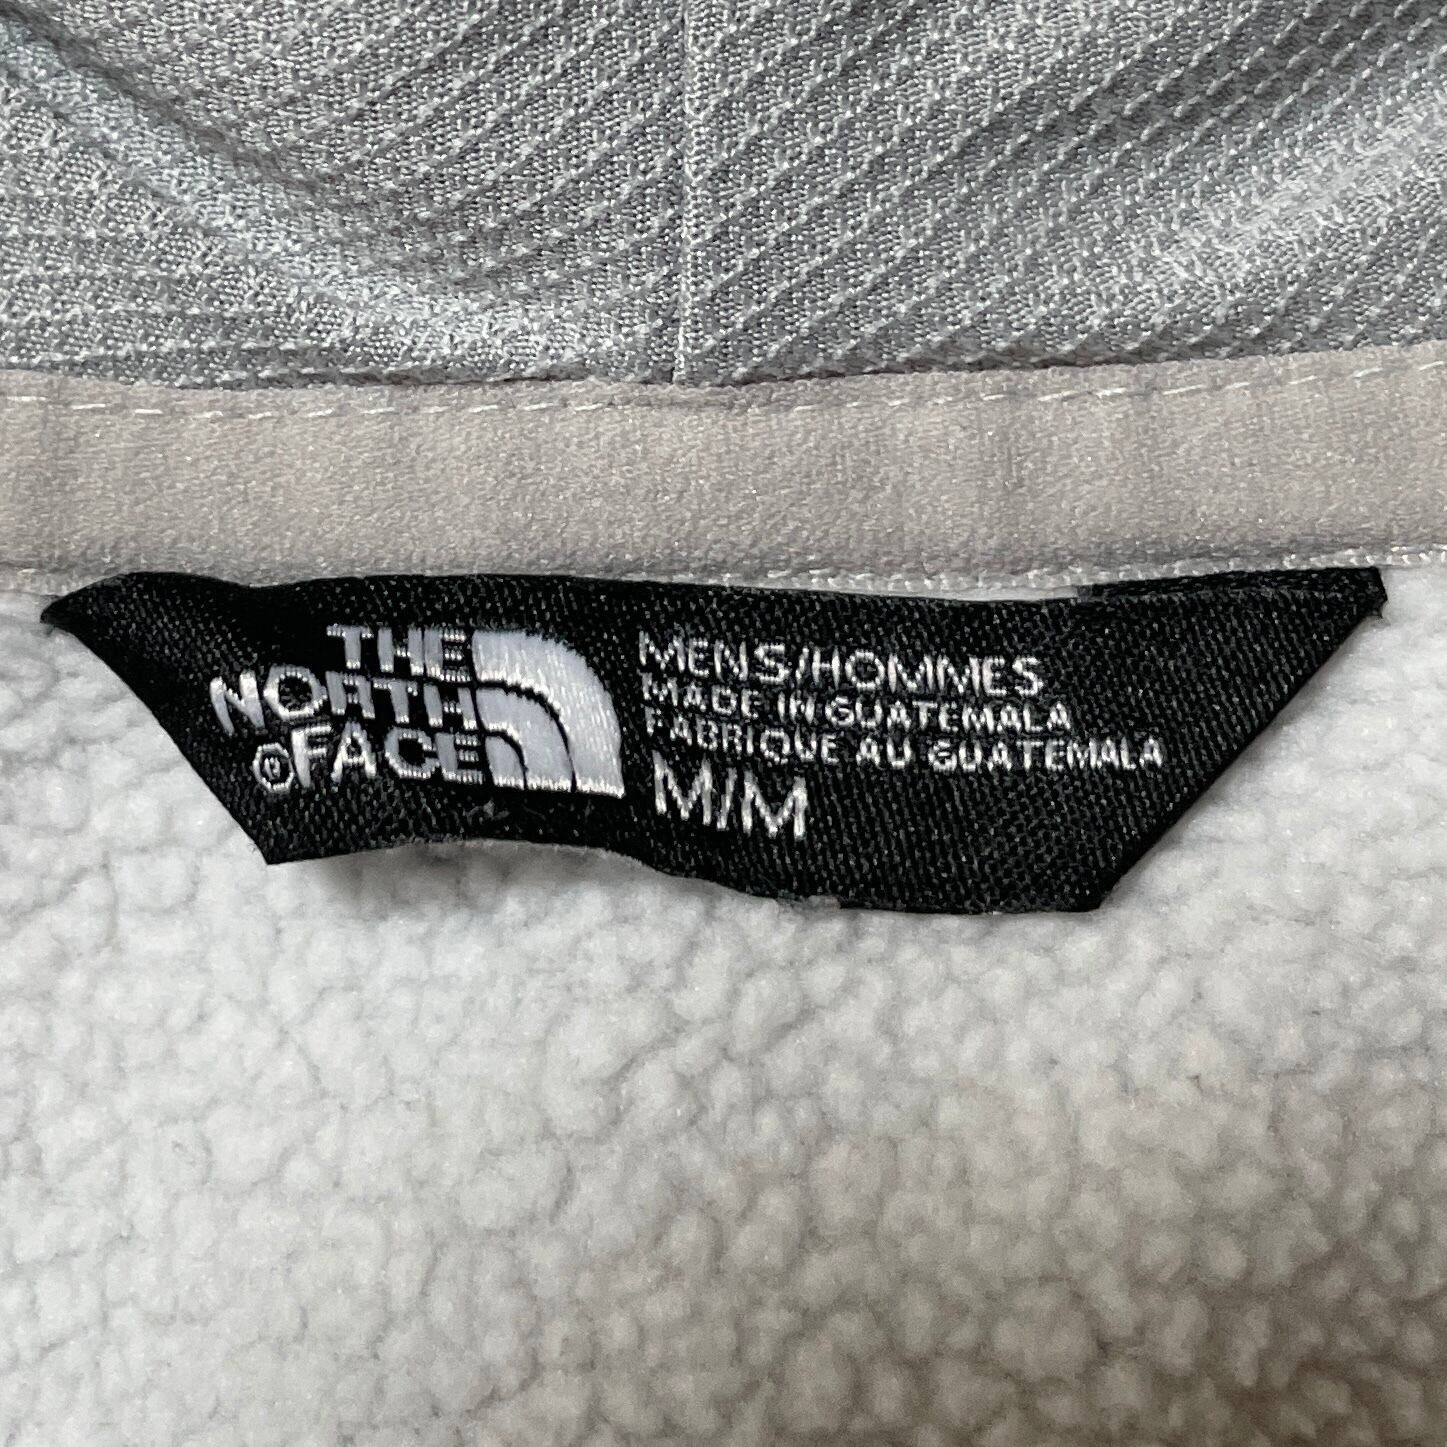 THE
NORTH
®FACE
MENS/HOMMES
MADE IN GUATEMALA
FABRIQUE AU GUATEMALA
M/M